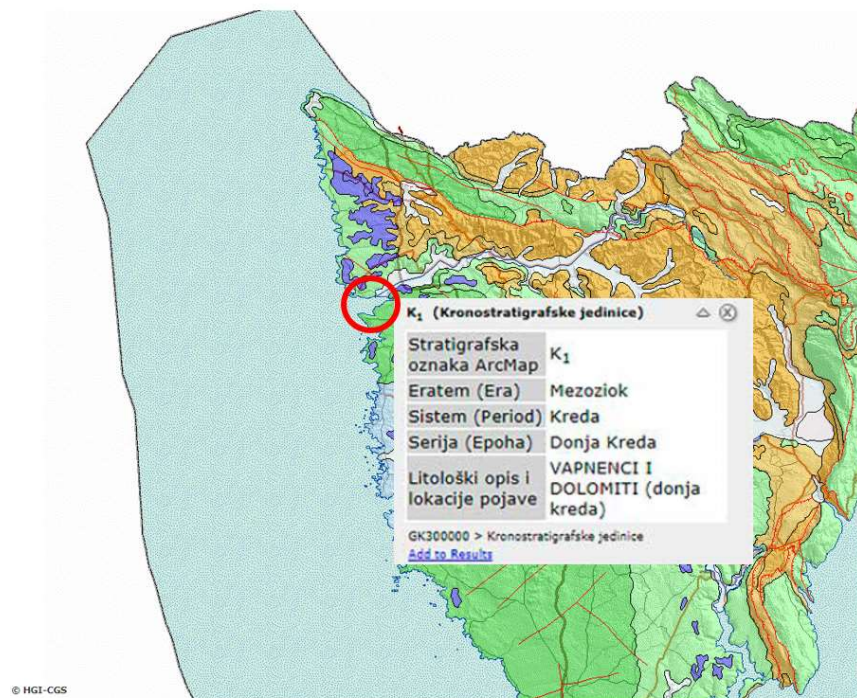 K₁ (Kronostratigrafske jedinice)
Stratigrafska
oznaka ArcMap K₁
Eratem (Era) Mezoziok
Sistem (Period) Kreda
Serija (Epoha) Donja Kreda
Litološki opis i
lokacije pojave VAPNENCI I
DOLOMITI (donja
kreda)
GK300000 > Kronostratigrafske jedinice
Add to Results
© HGI-CGS